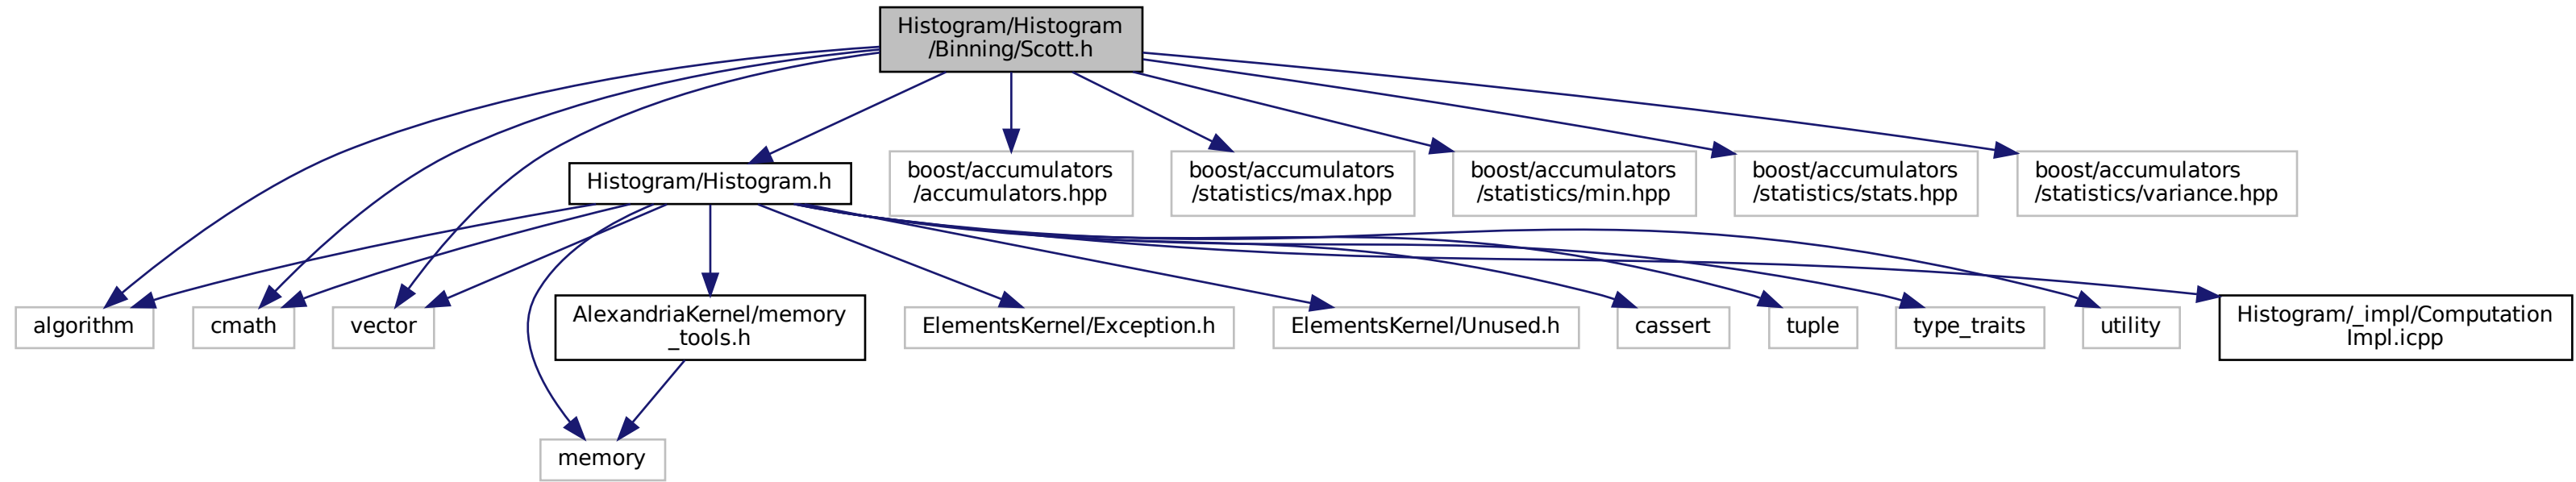 Histogram/Histogram
/Binning/Scott.h
Histogram/Histogram.h
boost/accumulators
/accumulators.hpp
boost/accumulators
/statistics/max.hpp
boost/accumulators
/statistics/min.hpp
boost/accumulators
/statistics/stats.hpp
boost/accumulators
/statistics/variance.hpp
algorithm
cmath
vector
AlexandriaKernel/memory
_tools.h
ElementsKernel/Exception.h
ElementsKernel/Unused.h
cassert
tuple
type_traits
utility
Histogram/_impl/Computation
Impl.icpp
memory